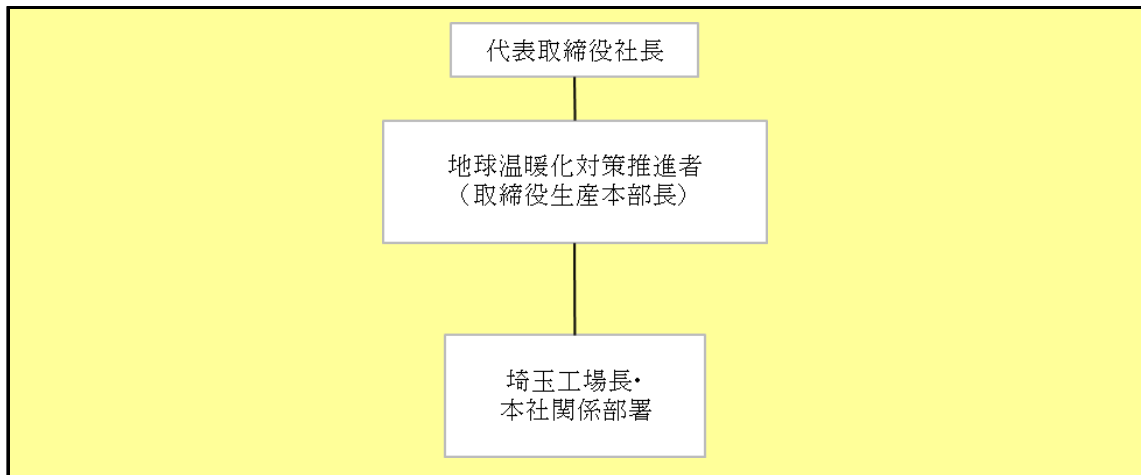 代表取締役社長
地球温暖化対策推進者
（取締役生産本部長）
埼玉工場長・
本社関係部署